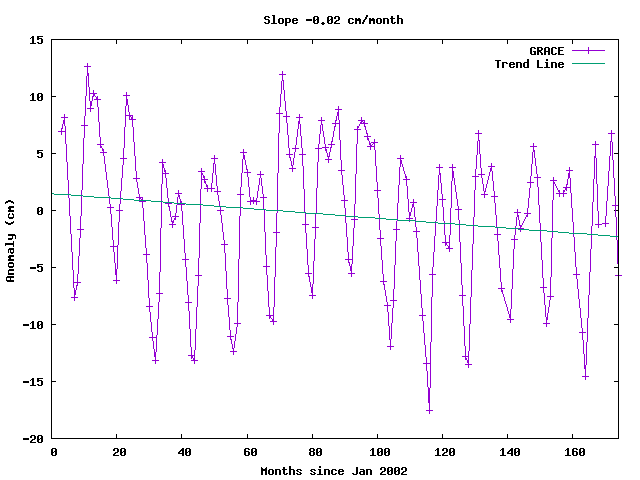 Slope -0.02 cm/month
GRACE
Trend Line
15
10
5
0
-5
-10
-15
-20
Anomaly (cm)
0 20 40 60 80 100 120 140 160
Months since Jan 2002